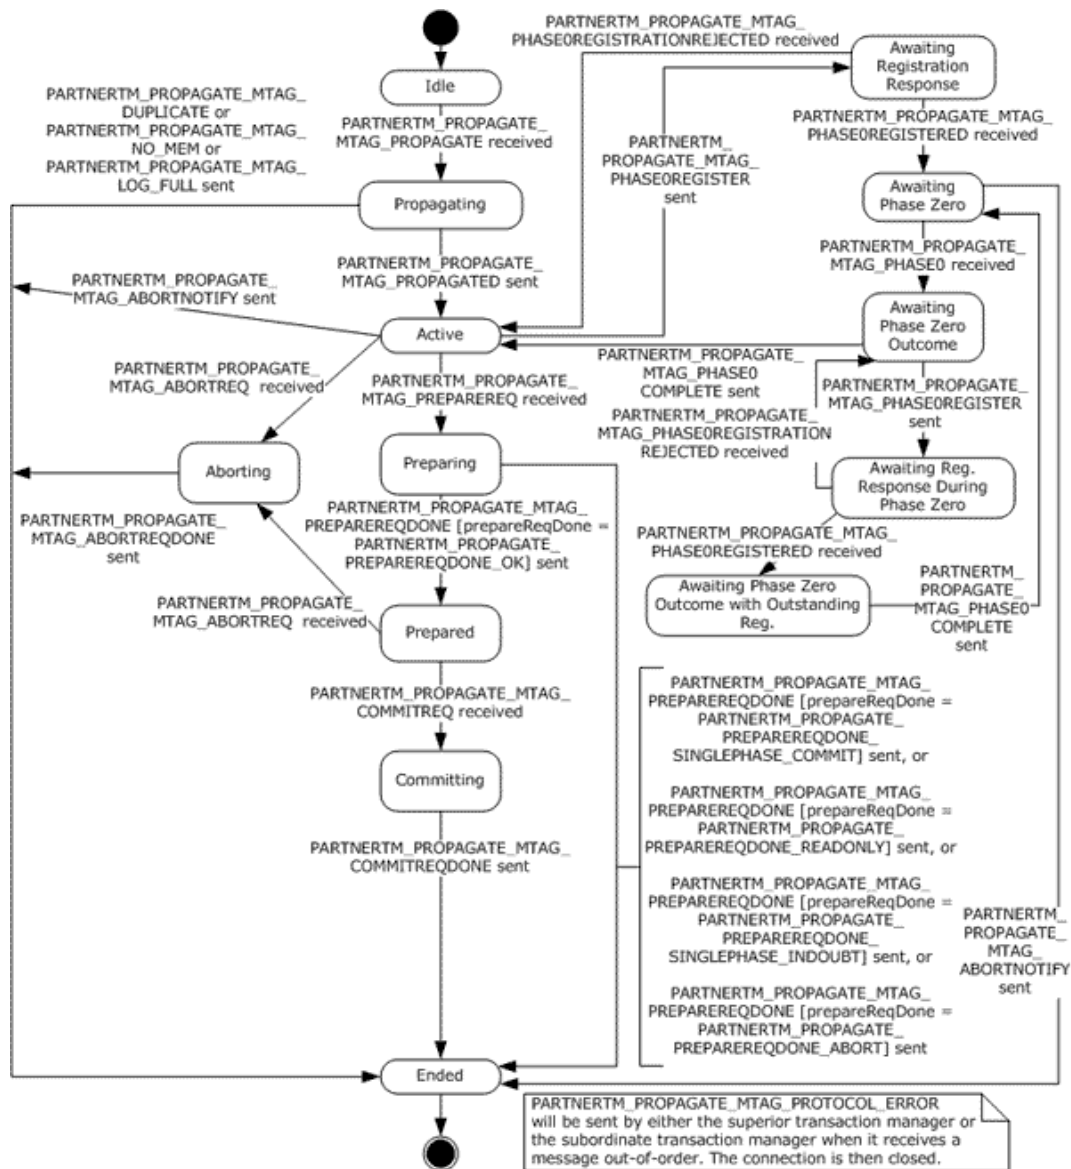 PARTNERTM_PROPAGATE_MTAG_
PHASE0REGISTRATIONREJECTED received
Awaiting
Registration
Response
Idle
PARTNERTM_PROPAGATE_MTAG_
DUPLICATE or
PARTNERTM_PROPAGATE_MTAG_
NO_MEM or
PARTNERTM_PROPAGATE_MTAG_
LOG_FULL sent
PARTNERTM_PROPAGATE_
MTAG_PROPAGATE received
PARTNERTM_
PROPAGATE_MTAG_
PHASE0REGISTER
sent
PARTNERTM_PROPAGATE_MTAG_
PHASE0REGISTERED received
Propagating
Awaiting
Phase Zero
PARTNERTM_PROPAGATE_
MTAG_PROPAGATED sent
PARTNERTM_PROPAGATE_
MTAG_PHASE0 received
PARTNERTM_PROPAGATE_
MTAG_ABORTNOTIFY sent
Active
Awaiting
Phase Zero
Outcome
PARTNERTM_PROPAGATE_
MTAG_ABORTREQ received
PARTNERTM_PROPAGATE_
MTAG_PREPAREREQ received
PARTNERTM_PROPAGATE_
MTAG_PHASE0
COMPLETE sent
PARTNERTM_PROPAGATE_
MTAG_PHASE0REGISTER
sent
PARTNERTM_PROPAGATE_
MTAG_PHASE0REGISTRATION
REJECTED received
Aborting
Preparing
Awaiting Reg.
Response During
Phase Zero
PARTNERTM_PROPAGATE_
MTAG_ABORTREQDONE
sent
PARTNERTM_PROPAGATE_MTAG_
PREPAREREQDONE [prepareReqDone =
PARTNERTM_PROPAGATE_
PREPAREREQDONE_OK] sent
PARTNERTM_PROPAGATE_MTAG_
PHASE0REGISTERED received
Awaiting Phase Zero
Outcome with Outstanding
Reg.
PARTNERTM_
PROPAGATE_
MTAG_PHASE0
COMPLETE
sent
PARTNERTM_PROPAGATE_
MTAG_ABORTREQ received
Prepared
PARTNERTM_PROPAGATE_MTAG_
COMMITREQ received
Committing
PARTNERTM_PROPAGATE_MTAG_
COMMITREQDONE sent
PARTNERTM_PROPAGATE_MTAG_
PREPAREREQDONE [prepareReqDone =
PARTNERTM_PROPAGATE_
PREPAREREQDONE_
SINGLEPHASE_COMMIT] sent, or
PARTNERTM_PROPAGATE_MTAG_
PREPAREREQDONE [prepareReqDone =
PARTNERTM_PROPAGATE_
PREPAREREQDONE_READONLY] sent, or
PARTNERTM_PROPAGATE_MTAG_
PREPAREREQDONE [prepareReqDone =
PARTNERTM_PROPAGATE_
PREPAREREQDONE_
SINGLEPHASE_INDOUBT] sent, or
PARTNERTM_PROPAGATE_MTAG_
PREPAREREQDONE [prepareReqDone =
PARTNERTM_PROPAGATE_
PREPAREREQDONE_ABORT] sent
PARTNERTM_
PROPAGATE_
MTAG_
ABORTNOTIFY
sent
Ended
PARTNERTM_PROPAGATE_MTAG_PROTOCOL_ERROR
will be sent by either the superior transaction manager or
the subordinate transaction manager when it receives a
message out-of-order. The connection is then closed.